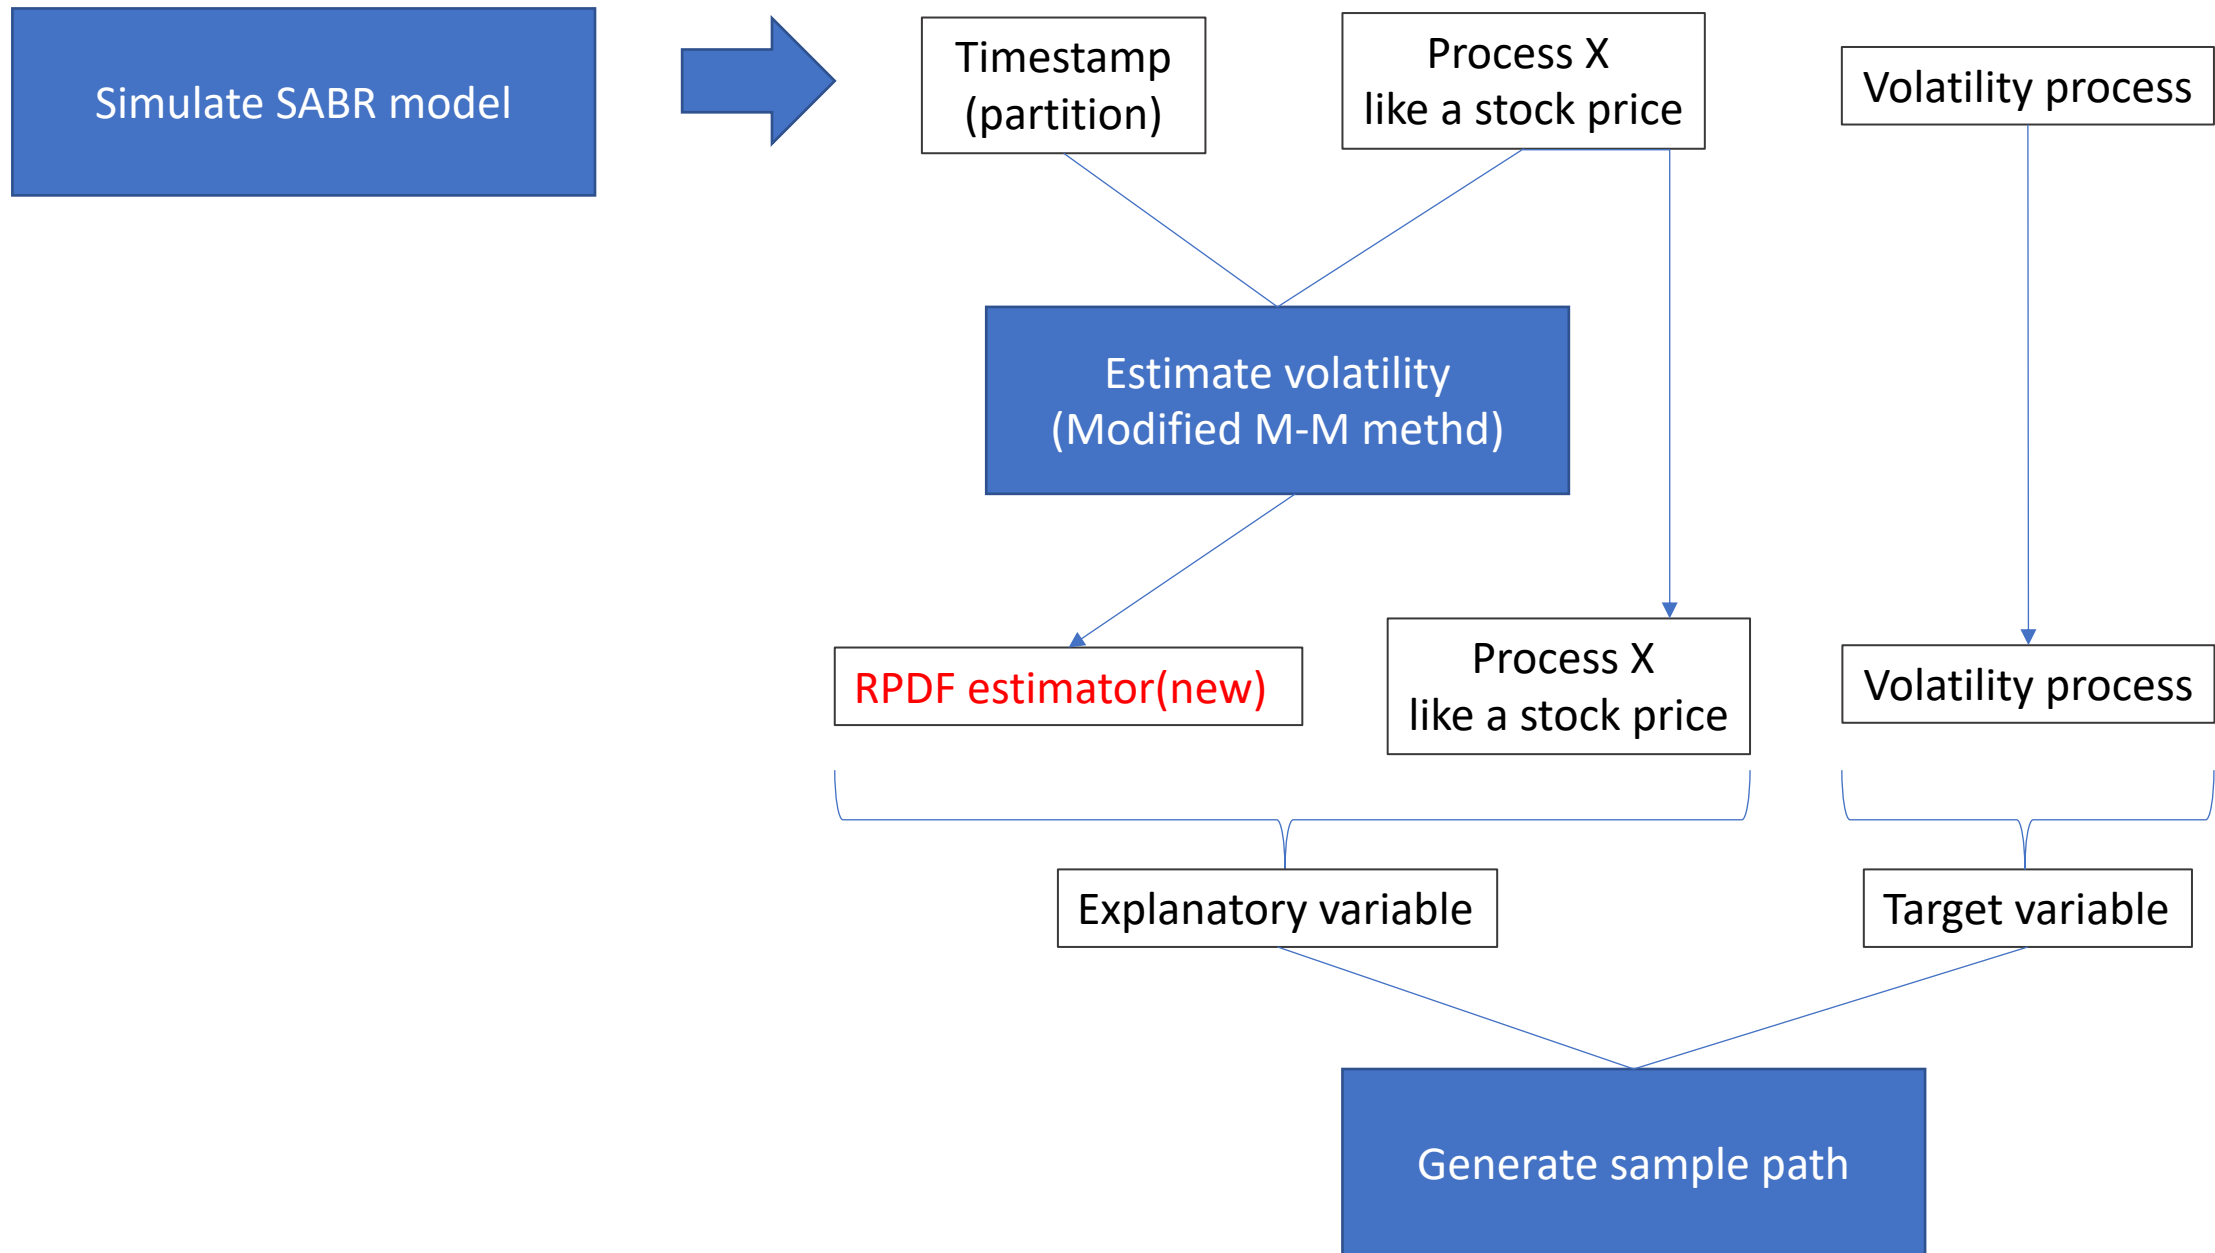 Simulate SABR model
Timestamp
(partition)
Process X
like a stock price
Volatility process
Estimate volatility
(Modified M-M methd)
RPDF estimator(new)
Process X
like a stock price
Volatility process
Explanatory variable
Target variable
Generate sample path